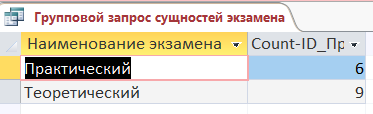 Групповой запрос сущностей экзамена
Наименование экзамена Count-ID_Пр
Практический 6
Теоретический 9